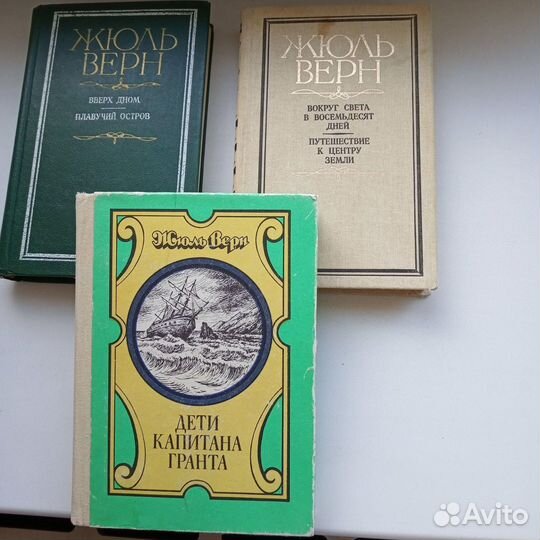 ЖЮЛЬ
ВЕРН
ВВЕРХ ДНОМ
ПЛАВУЧИЙ ОСТРОВ
ЖЮЛЬ
ВЕРН
ВОКРУГ СВЕТА
В ВОСЕМЬДЕСЯТ
ДНЕЙ
ПУТЕШЕСТВИЕ
К ЦЕНТРУ
ЗЕМЛИ
Жюль Верн
ДЕТИ
КАПИТАНА
ГРАНТА
Avito